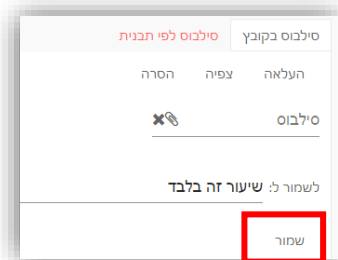 סילבוס בקובץ סילבוס לפי תבנית
העלאה צפיה הסרה
סילבוס
לשמור ל: שיעור זה בלבד
שמור